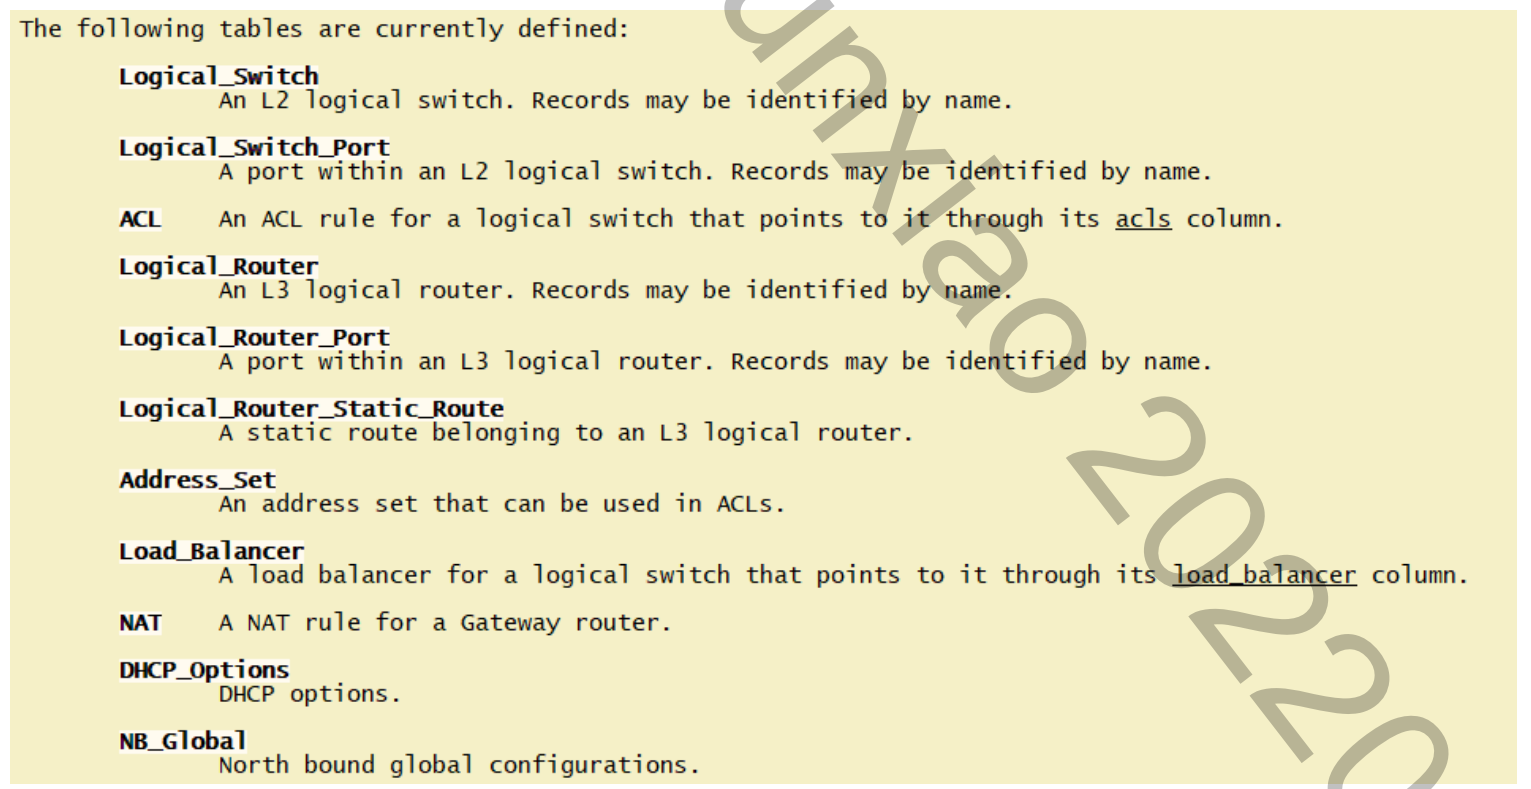 The following tables are currently defined:
Logical_Switch
An L2 logical switch. Records may be identified by name.
Logical_Switch_Port
A port within an L2 logical switch. Records may be identified by name.
ACL An ACL rule for a logical switch that points to it through its acls column.
Logical_Router
An L3 logical router. Records may be identified by name.
Logical_Router_Port
A port within an L3 logical router. Records may be identified by name.
Logical_Router_Static_Route
A static route belonging to an L3 logical router.
Address_Set
An address set that can be used in ACLs.
Load_Balancer
A load balancer for a logical switch that points to it through its load_balancer column.
NAT A NAT rule for a Gateway router.
DHCP_Options
DHCP options.
NB_Global
North bound global configurations.